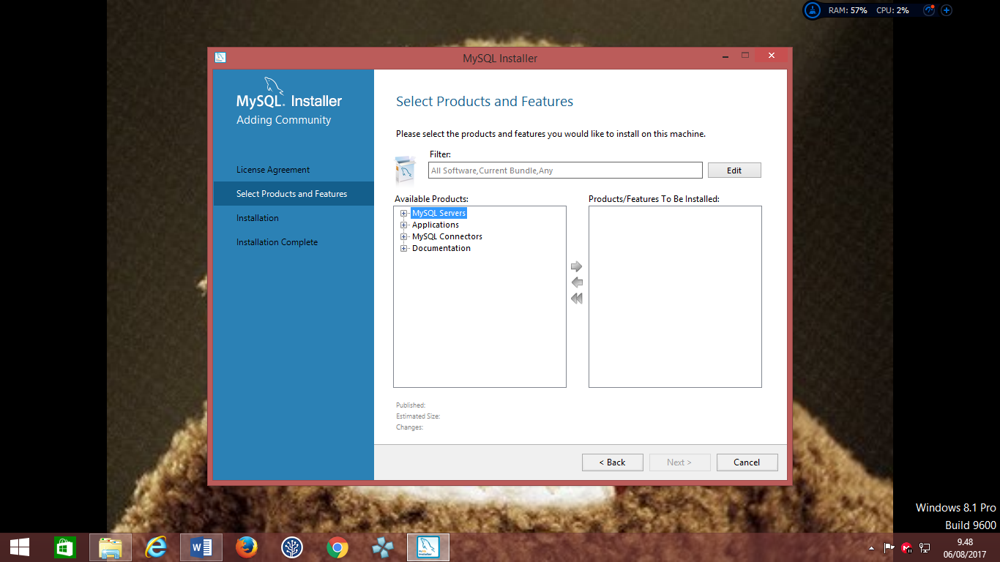 RAM: 57% CPU: 2%
MySQL Installer
MySQL. Installer
Adding Community
License Agreement
Select Products and Features
Installation
Installation Complete
Select Products and Features
Please select the products and features you would like to install on this machine.
Filter:
All Software,Current Bundle,Any
Edit
Available Products:
MySQL Servers
Applications
MySQL Connectors
Documentation
Products/Features To Be Installed:
Published:
Estimated Size:
Changes:
< Back
Next >
Cancel
Windows 8.1 Pro
Build 9600
9.48
06/08/2017